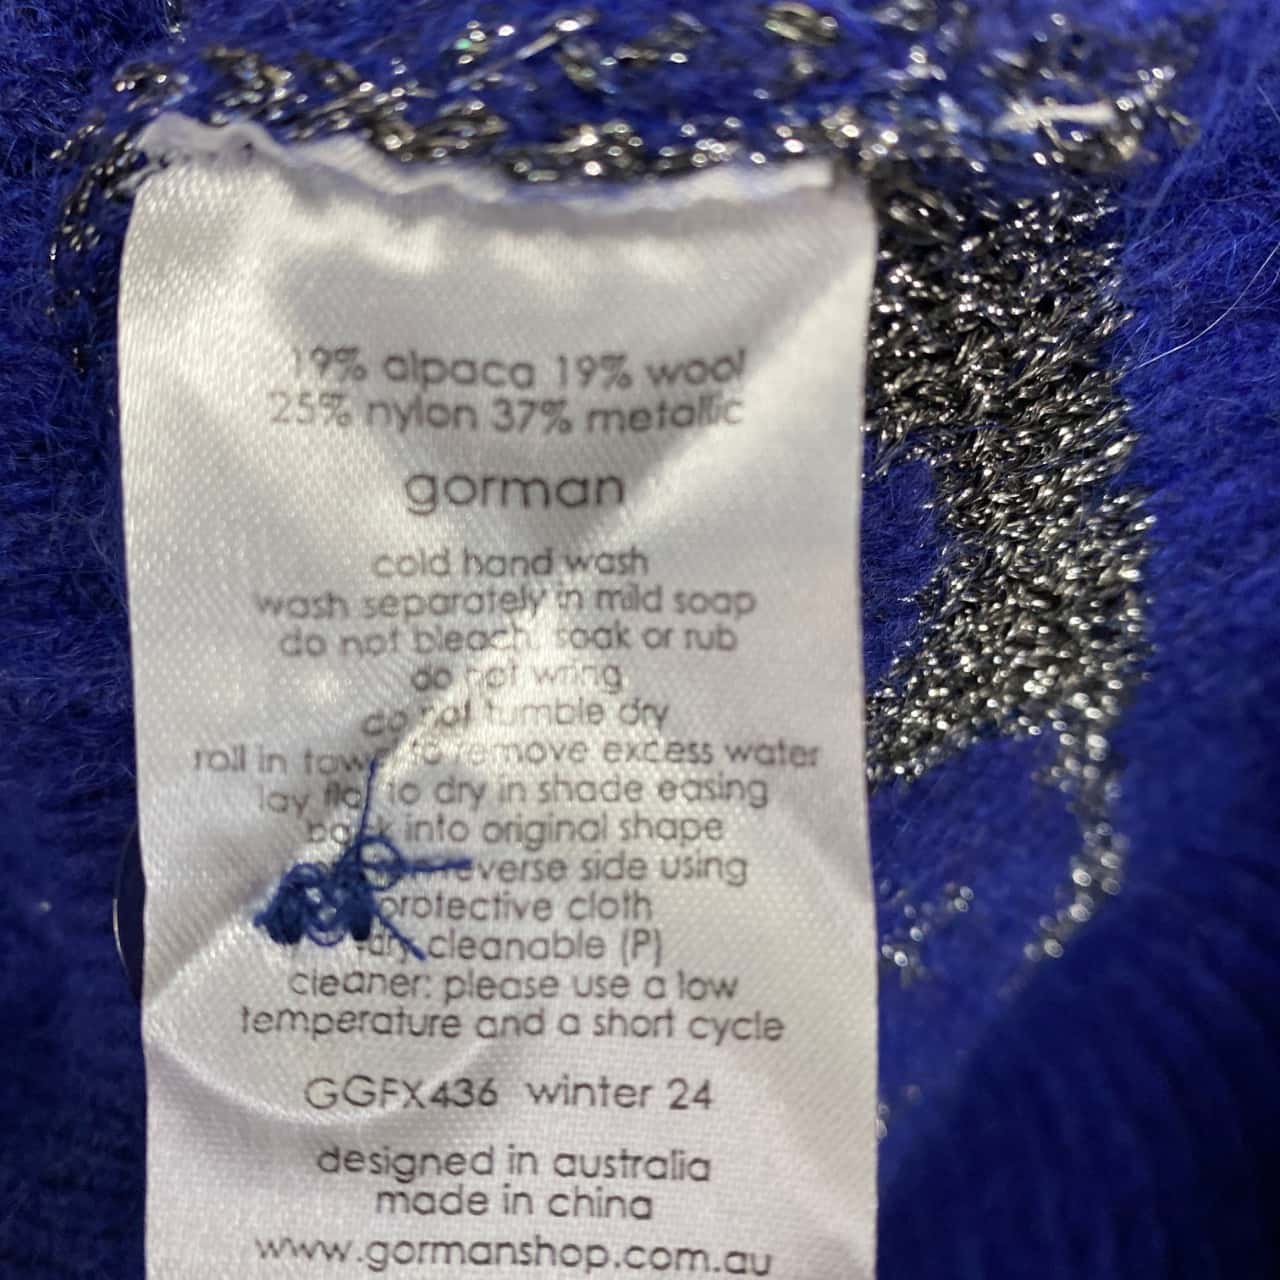 19% alpaca 19% wool
25% nylon 37% metallic
gorman
cold hand wash
wash separately in mild soap
do not bleach, soak or rub
do not wring
do not tumble dry
roll in towel to remove excess water
lay flat to dry in shade easing
back into original shape
reverse side using
protective cloth
dry cleanable (P)
cleaner: please use a low
temperature and a short cycle
GGFX436 winter 24
designed in australia
made in china
www.gormanshop.com.au